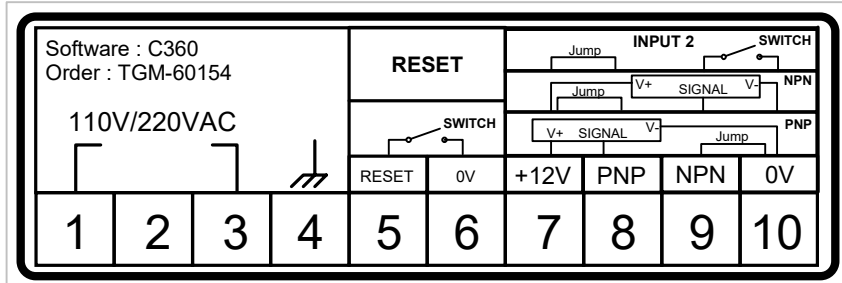 Software : C360
Order : TGM-60154
110V/220VAC
RESET
SWITCH
RESET 0V
INPUT 2
Jump SWITCH
Jump V+ SIGNAL V- NPN
V+ SIGNAL V- Jump PNP
+12V PNP NPN 0V
1 2 3 4 5 6 7 8 9 10